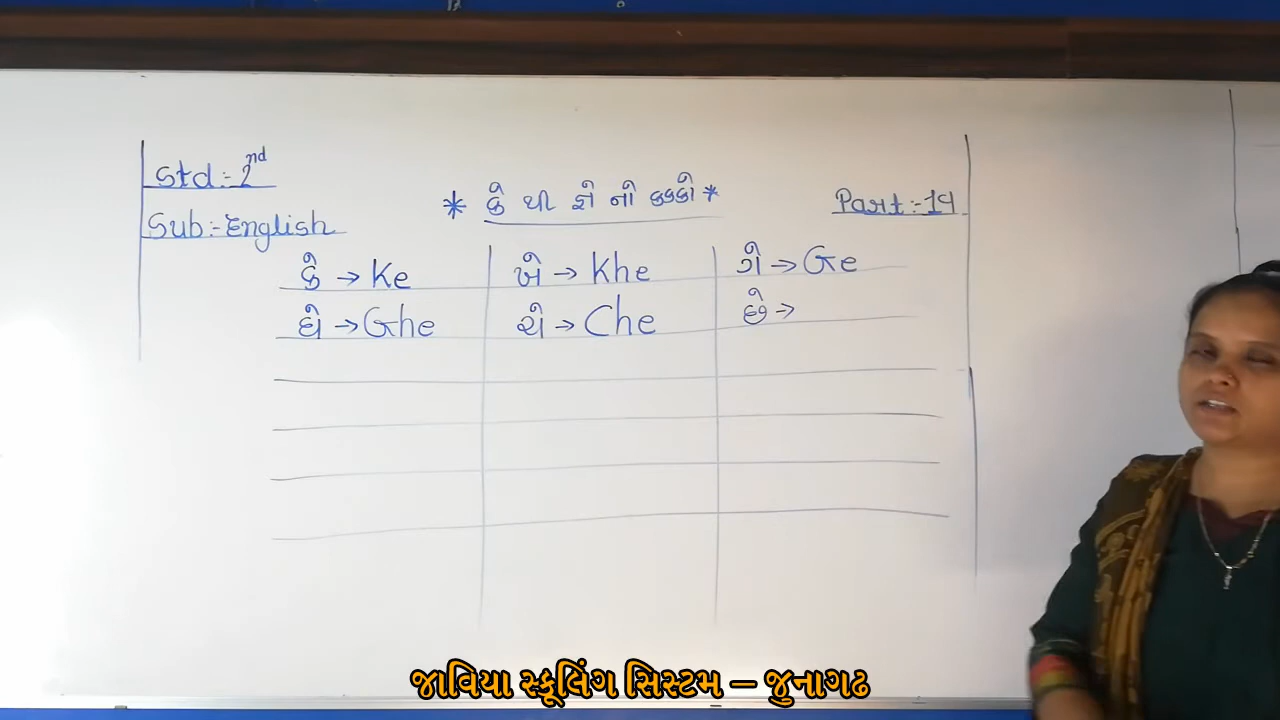 Std:- 2nd
* કે થી જ્ઞે નો કક્કો *
Part:- 14
Sub:- English
કે → Ke
ખે → Khe
ગે → Ge
ઘે → Ghe
ચે → Che
છે →
જાવિયા સ્કૂલિંગ સિસ્ટમ – જુનાગઢ